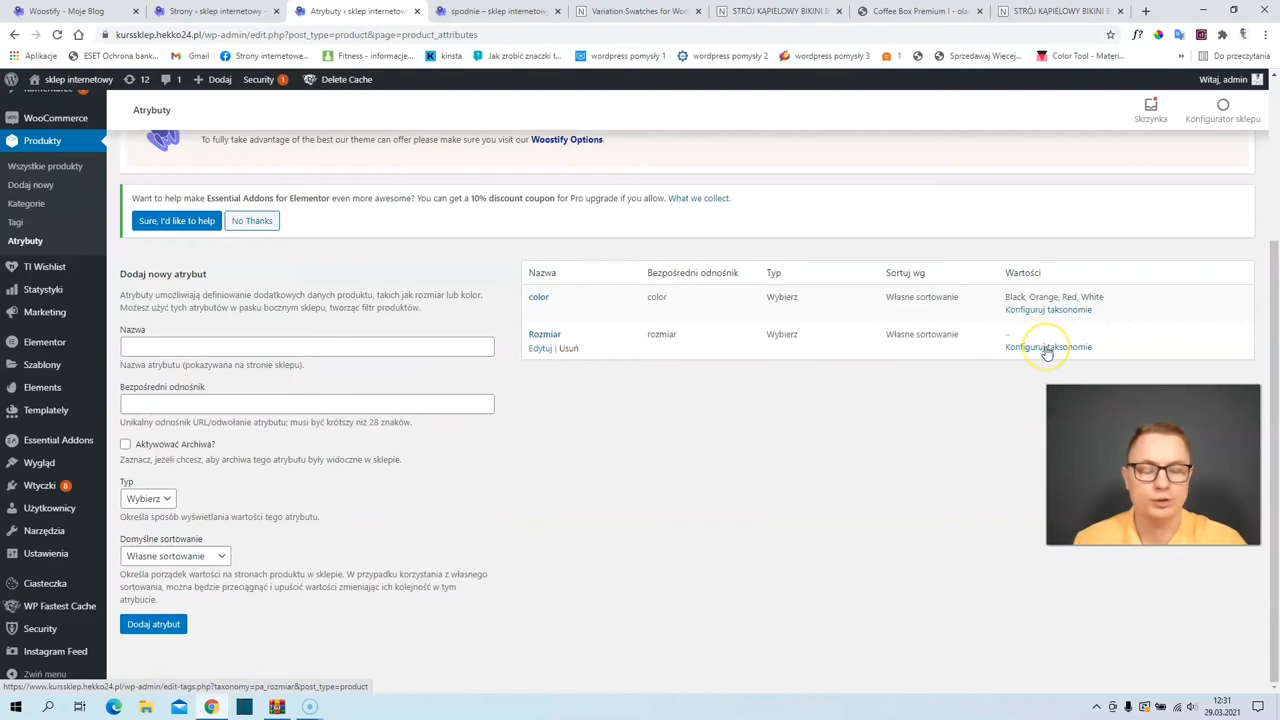 Woostify – Moje Blog
Strony ‹ sklep internetowy
Atrybuty ‹ sklep internet
spodnie – sklep internet
Variation Swatches for Woo
STRÓJ KĄPIELOWY BIKINI B
Coffee Box Premium I - ola
STRÓJ KĄPIELOWY BIKINI B
kurssklep.hekko24.pl/wp-admin/edit.php?post_type=product&page=product_attributes
Aplikacje
ESET Ochrona ban...
Gmail
Strony internetowe...
Fitness - informacje...
kinsta
Jak zrobić znaczki t...
wordpress pomysły 1
wordpress pomysły 2
wordpress pomysły 3
1
Sprzedawaj Więcej,...
Color Tool - Materi...
»
Do przeczytania
sklep internetowy
12
1
Dodaj
Security 1
Delete Cache
Witaj, admin
Komentarze
WooCommerce
Produkty
Wszystkie produkty
Dodaj nowy
Kategorie
Tagi
Atrybuty
TI Wishlist
Statystyki
Marketing
Elementor
Szablony
Elements
Templately
Essential Addons
Wygląd
Wtyczki 8
Użytkownicy
Narzędzia
Ustawienia
Ciasteczka
WP Fastest Cache
Security
Instagram Feed
Zwiń menu
Atrybuty
Skrzynka
Konfigurator sklepu
To fully take advantage of the best our theme can offer please make sure you visit our Woostify Options.
Want to help make Essential Addons for Elementor even more awesome? You can get a 10% discount coupon for Pro upgrade if you allow. What we collect.
Sure, I'd like to help
No Thanks
Dodaj nowy atrybut
Atrybuty umożliwiają definiowanie dodatkowych danych produktu, takich jak rozmiar lub kolor.
Możesz użyć tych atrybutów w pasku bocznym sklepu, tworząc filtr produktów.
Nazwa
Nazwa atrybutu (pokazywana na stronie sklepu).
Bezpośredni odnośnik
Unikalny odnośnik URL/odwołanie atrybutu; musi być krótszy niż 28 znaków.
Aktywować Archiwa?
Zaznacz, jeżeli chcesz, aby archiwa tego atrybutu były widoczne w sklepie.
Typ
Wybierz
Określa sposób wyświetlania wartości tego atrybutu.
Domyślne sortowanie
Własne sortowanie
Określa porządek wartości na stronach produktu w sklepie. W przypadku korzystania z własnego
sortowania, można będzie przeciągnąć i upuścić wartości zmieniając ich kolejność w tym
atrybucie.
Dodaj atrybut
Nazwa Bezpośredni odnośnik Typ Sortuj wg Wartości
color color Wybierz Własne sortowanie Black, Orange, Red, White
Konfiguruj taksonomie
Rozmiar rozmiar Wybierz Własne sortowanie –
Edytuj | Usuń Konfiguruj taksonomie
https://www.kurssklep.hekko24.pl/wp-admin/edit-tags.php?taxonomy=pa_rozmiar&post_type=product
12:31
29.03.2021